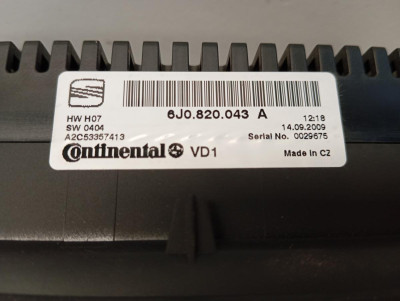 6J0.820.043 A
HW H07 12:18
SW 0404 14.09.2009
A2C53357413 Serial No. 0029675
Continental VD1 Made in CZ